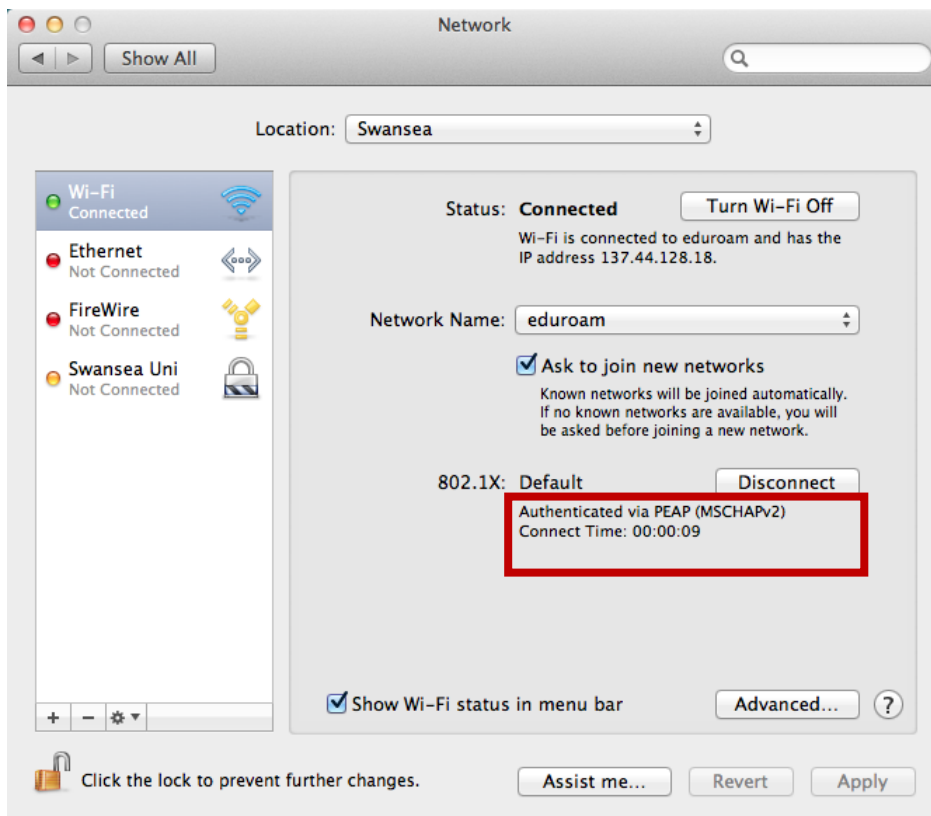 Network
Show All
Location: Swansea
Wi-Fi
Connected
Ethernet
Not Connected
FireWire
Not Connected
Swansea Uni
Not Connected
Status: Connected
Turn Wi-Fi Off
Wi-Fi is connected to eduroam and has the
IP address 137.44.128.18.
Network Name: eduroam
Ask to join new networks
Known networks will be joined automatically.
If no known networks are available, you will
be asked before joining a new network.
802.1X: Default
Disconnect
Authenticated via PEAP (MSCHAPv2)
Connect Time: 00:00:09
Show Wi-Fi status in menu bar
Advanced...
?
Click the lock to prevent further changes.
Assist me...
Revert
Apply